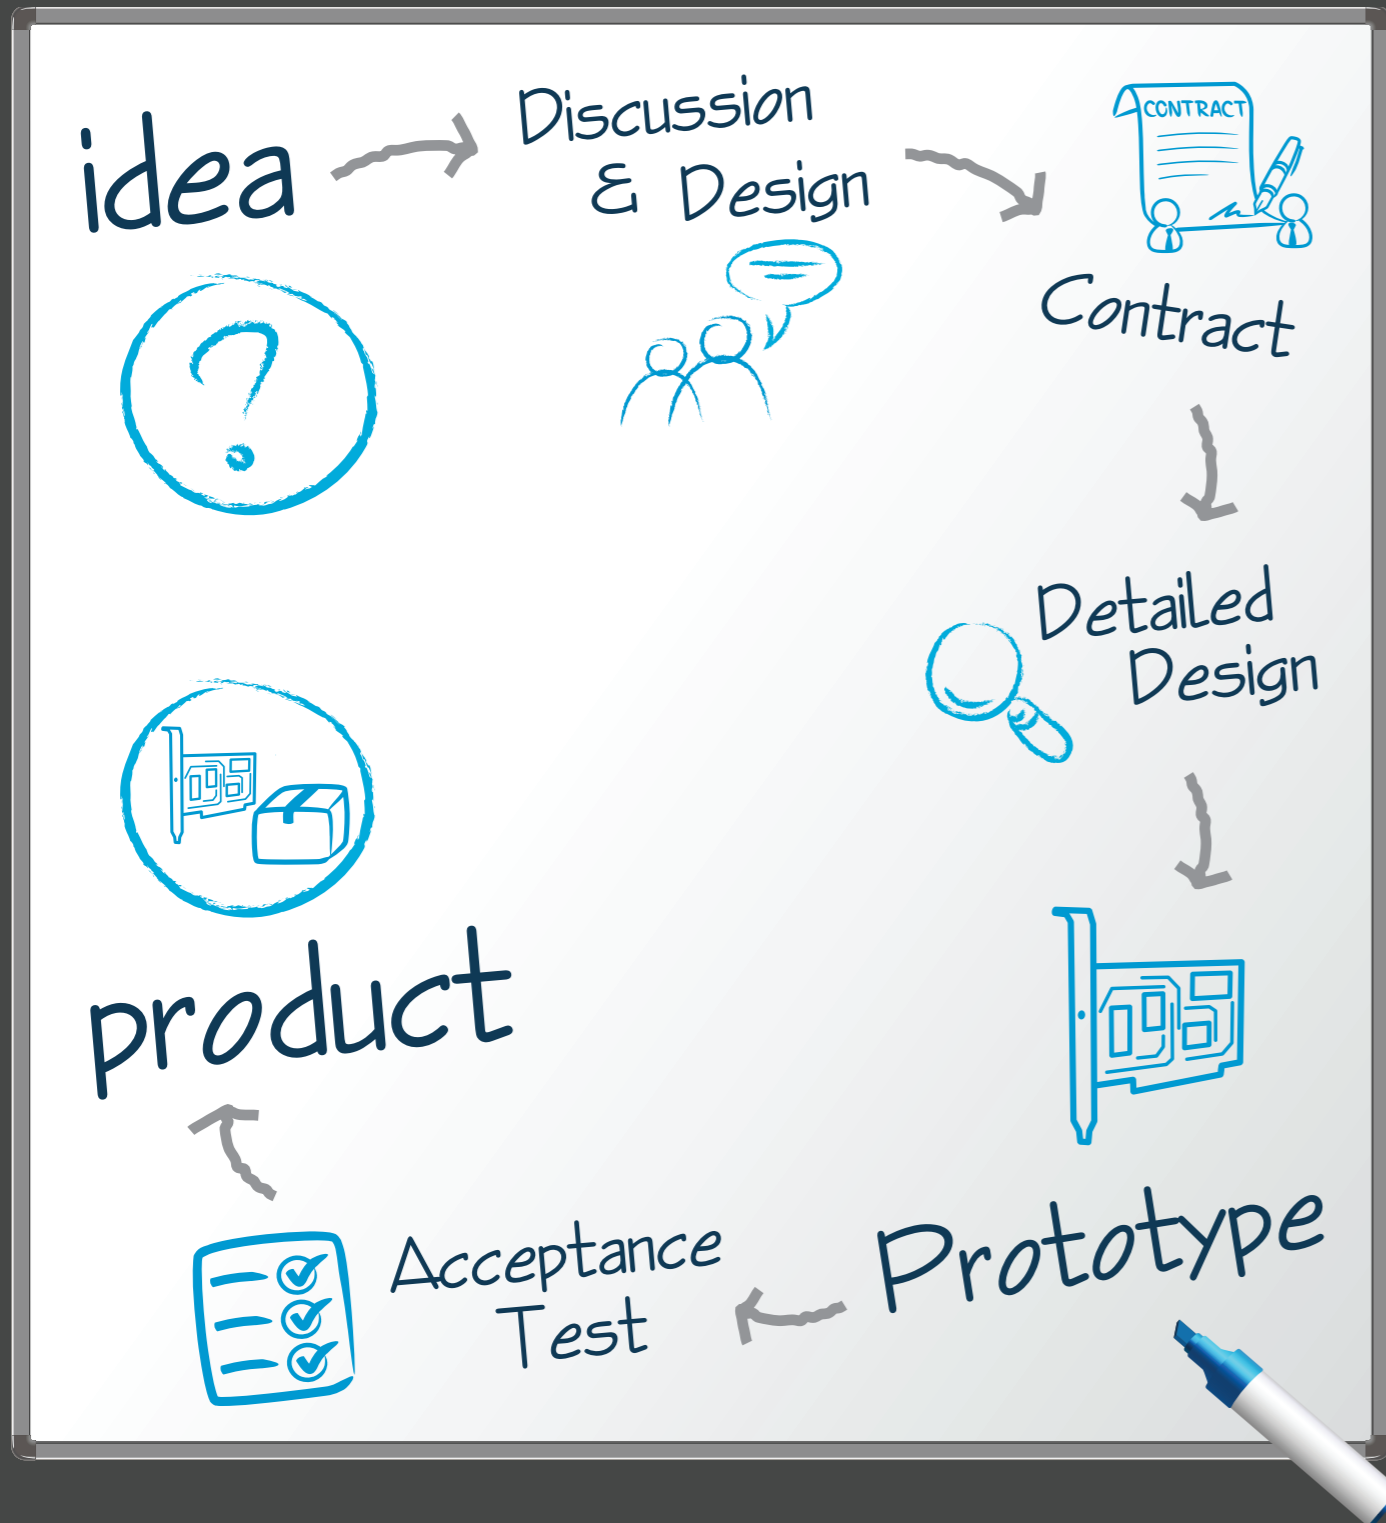 idea
Discussion
& Design
CONTRACT
Contract
Detailed
Design
Prototype
Acceptance
Test
product